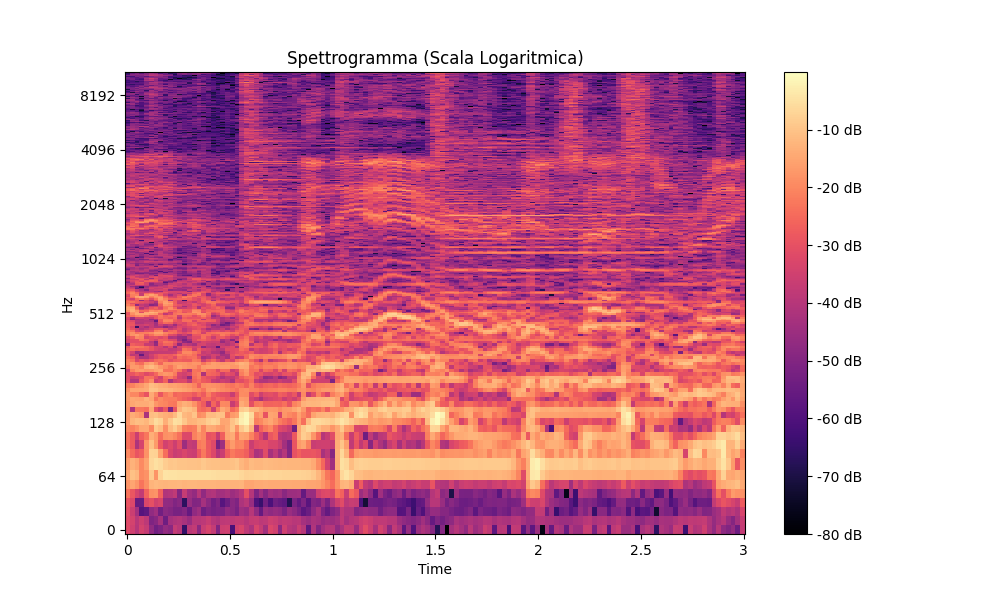 Spettrogramma (Scala Logaritmica)
8192
4096
2048
1024
512
256
128
64
0
Hz
0
0.5
1
1.5
2
2.5
3
Time
-10 dB
-20 dB
-30 dB
-40 dB
-50 dB
-60 dB
-70 dB
-80 dB